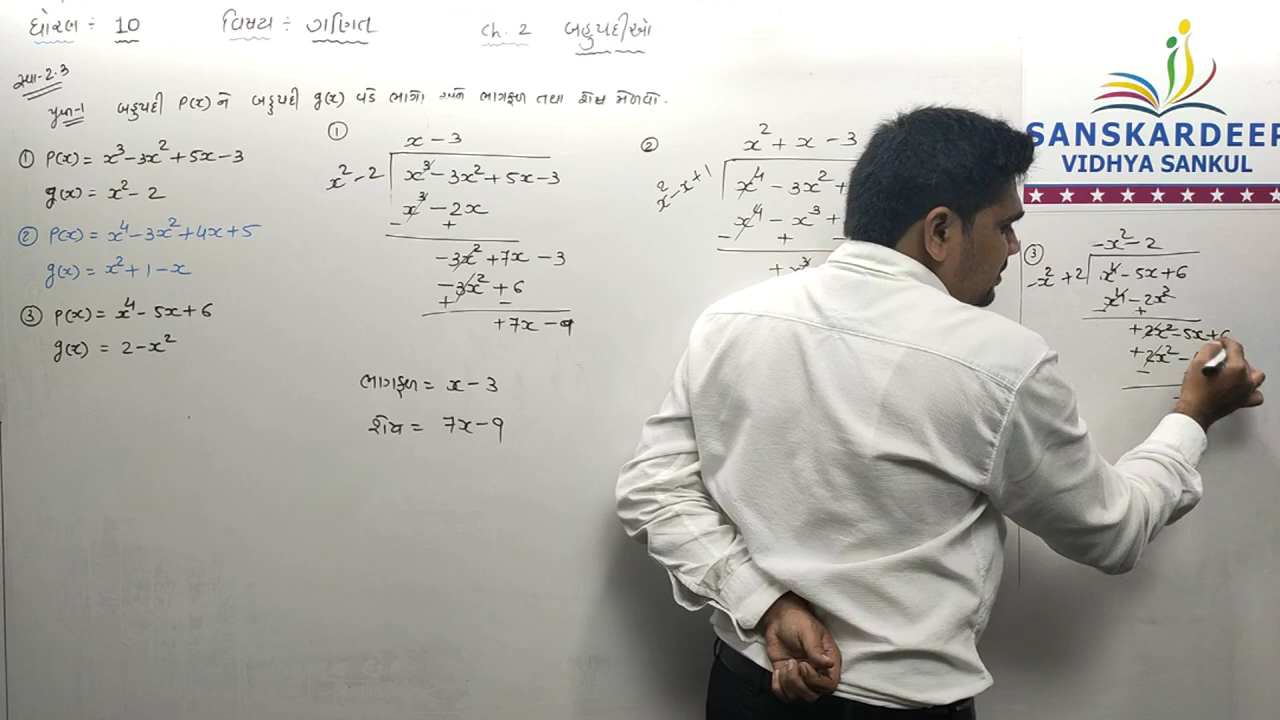 ધોરણ : 10 વિષય : ગણિત Ch. 2 બહુપદીઓ
સ્વા-2.3
પ્રશ્ન-1 બહુપદી P(x) ને બહુપદી g(x) વડે ભાગો અને ભાગફળ તથા શેષ મેળવો.
① P(x) = x³ - 3x² + 5x - 3
g(x) = x² - 2
② P(x) = x⁴ - 3x² + 4x + 5
g(x) = x² + 1 - x
③ P(x) = x⁴ - 5x + 6
g(x) = 2 - x²
①
x - 3
x² - 2 x³ - 3x² + 5x - 3
x³ - 2x
- +
-3x² + 7x - 3
-3x² + 6
+ -
+7x - 9
ભાગફળ = x - 3
શેષ = 7x - 9
②
x² + x - 3
x² - x + 1 x⁴ - 3x² +
x⁴ - x³ +
- + -
+ x³
SANSKARDEEP
VIDHYA SANKUL
③
-x² - 2
-x² + 2 x⁴ - 5x + 6
x⁴ - 2x²
- +
+ 2x² - 5x + 6
+ 2x² -
-